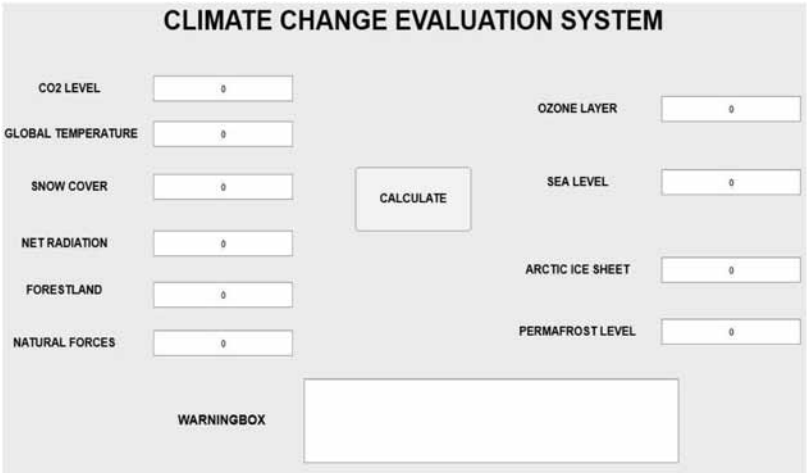 CLIMATE CHANGE EVALUATION SYSTEM
CO2 LEVEL 0
GLOBAL TEMPERATURE 0
SNOW COVER 0
NET RADIATION 0
FORESTLAND 0
NATURAL FORCES 0
CALCULATE
OZONE LAYER 0
SEA LEVEL 0
ARCTIC ICE SHEET 0
PERMAFROST LEVEL 0
WARNINGBOX